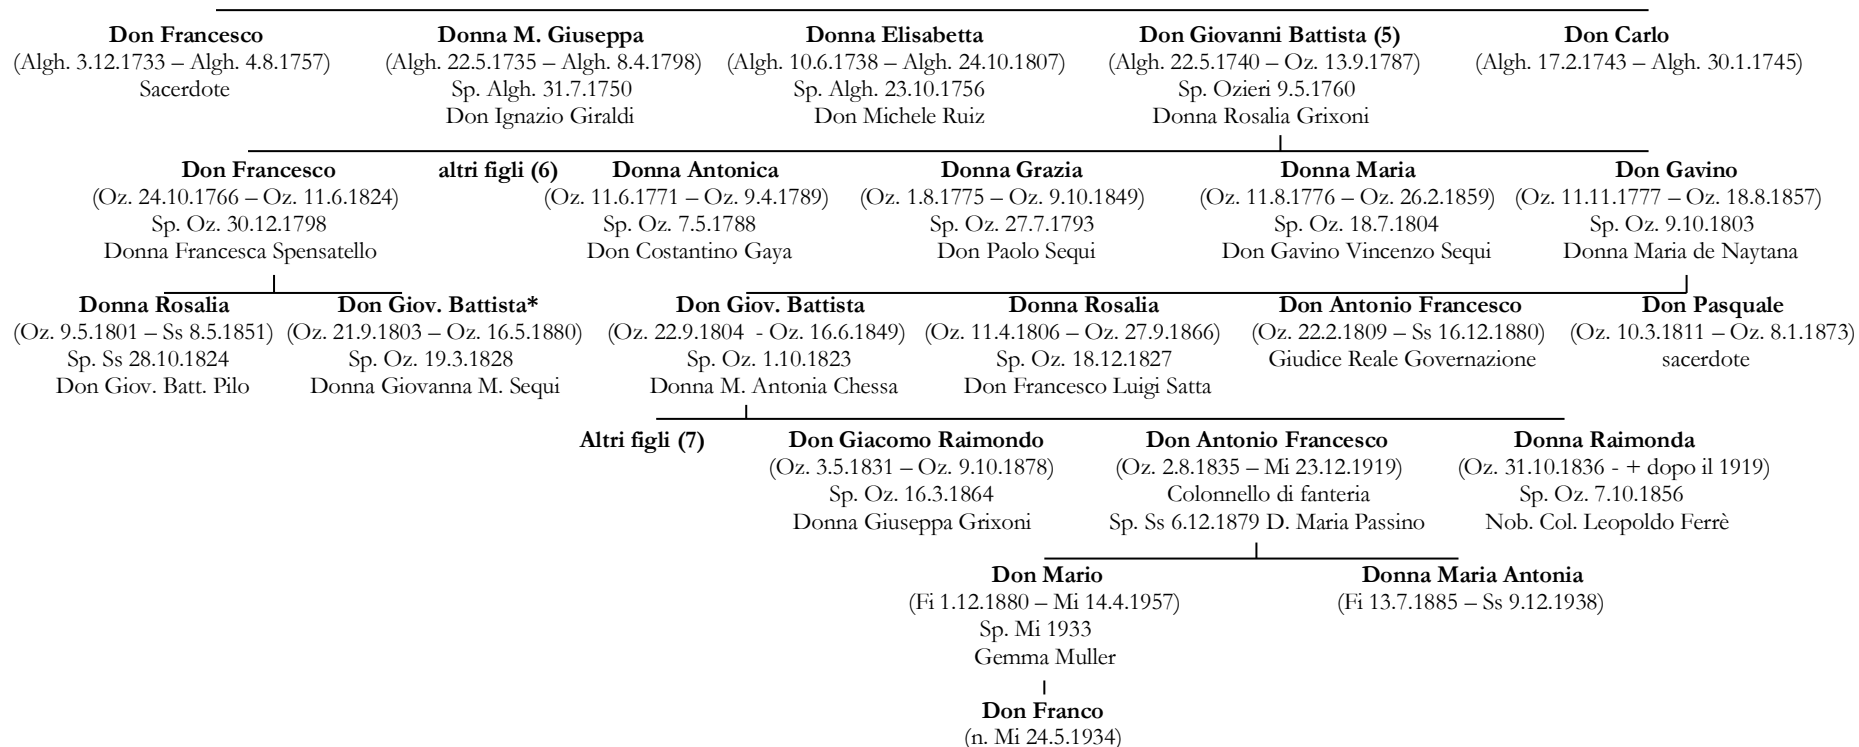 Don Francesco
(Algh. 3.12.1733 – Algh. 4.8.1757)
Sacerdote
Donna M. Giuseppa
(Algh. 22.5.1735 – Algh. 8.4.1798)
Sp. Algh. 31.7.1750
Don Ignazio Giraldi
Donna Elisabetta
(Algh. 10.6.1738 – Algh. 24.10.1807)
Sp. Algh. 23.10.1756
Don Michele Ruiz
Don Giovanni Battista (5)
(Algh. 22.5.1740 – Oz. 13.9.1787)
Sp. Ozieri 9.5.1760
Donna Rosalia Grixoni
Don Carlo
(Algh. 17.2.1743 – Algh. 30.1.1745)
Don Francesco
(Oz. 24.10.1766 – Oz. 11.6.1824)
Sp. Oz. 30.12.1798
Donna Francesca Spensatello
altri figli (6)
Donna Antonica
(Oz. 11.6.1771 – Oz. 9.4.1789)
Sp. Oz. 7.5.1788
Don Costantino Gaya
Donna Grazia
(Oz. 1.8.1775 – Oz. 9.10.1849)
Sp. Oz. 27.7.1793
Don Paolo Sequi
Donna Maria
(Oz. 11.8.1776 – Oz. 26.2.1859)
Sp. Oz. 18.7.1804
Don Gavino Vincenzo Sequi
Don Gavino
(Oz. 11.11.1777 – Oz. 18.8.1857)
Sp. Oz. 9.10.1803
Donna Maria de Naytana
Donna Rosalia
(Oz. 9.5.1801 – Ss 8.5.1851)
Sp. Ss 28.10.1824
Don Giov. Batt. Pilo
Don Giov. Battista*
(Oz. 21.9.1803 – Oz. 16.5.1880)
Sp. Oz. 19.3.1828
Donna Giovanna M. Sequi
Don Giov. Battista
(Oz. 22.9.1804 - Oz. 16.6.1849)
Sp. Oz. 1.10.1823
Donna M. Antonia Chessa
Donna Rosalia
(Oz. 11.4.1806 – Oz. 27.9.1866)
Sp. Oz. 18.12.1827
Don Francesco Luigi Satta
Don Antonio Francesco
(Oz. 22.2.1809 – Ss 16.12.1880)
Giudice Reale Governazione
Don Pasquale
(Oz. 10.3.1811 – Oz. 8.1.1873)
sacerdote
Altri figli (7)
Don Giacomo Raimondo
(Oz. 3.5.1831 – Oz. 9.10.1878)
Sp. Oz. 16.3.1864
Donna Giuseppa Grixoni
Don Antonio Francesco
(Oz. 2.8.1835 – Mi 23.12.1919)
Colonnello di fanteria
Sp. Ss 6.12.1879 D. Maria Passino
Donna Raimonda
(Oz. 31.10.1836 - + dopo il 1919)
Sp. Oz. 7.10.1856
Nob. Col. Leopoldo Ferrè
Don Mario
(Fi 1.12.1880 – Mi 14.4.1957)
Sp. Mi 1933
Gemma Muller
Donna Maria Antonia
(Fi 13.7.1885 – Ss 9.12.1938)
Don Franco
(n. Mi 24.5.1934)